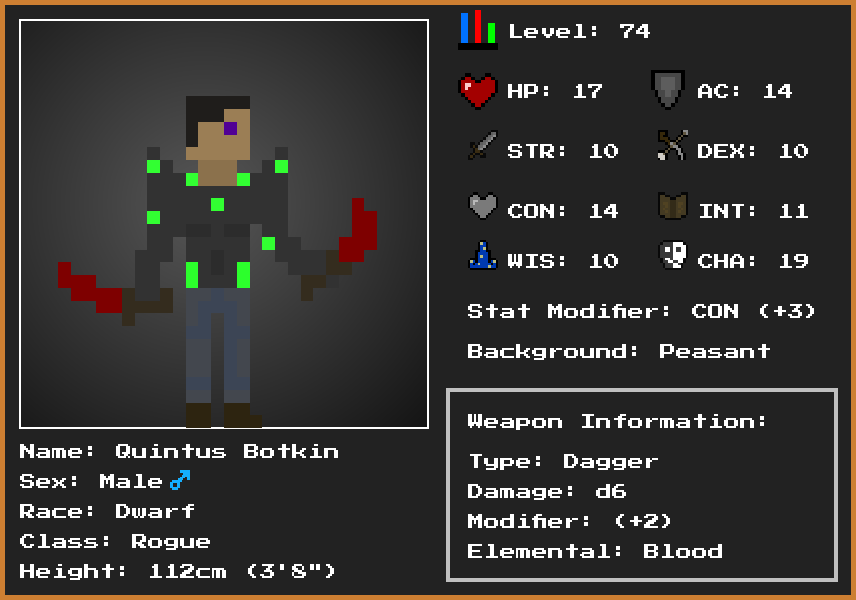 Level: 74
HP: 17 AC: 14
STR: 10 DEX: 10
CON: 14 INT: 11
WIS: 10 CHA: 19
Stat Modifier: CON (+3)
Background: Peasant
Weapon Information:
Type: Dagger
Damage: d6
Modifier: (+2)
Elemental: Blood
Name: Quintus Botkin
Sex: Male ♂
Race: Dwarf
Class: Rogue
Height: 112cm (3'8")